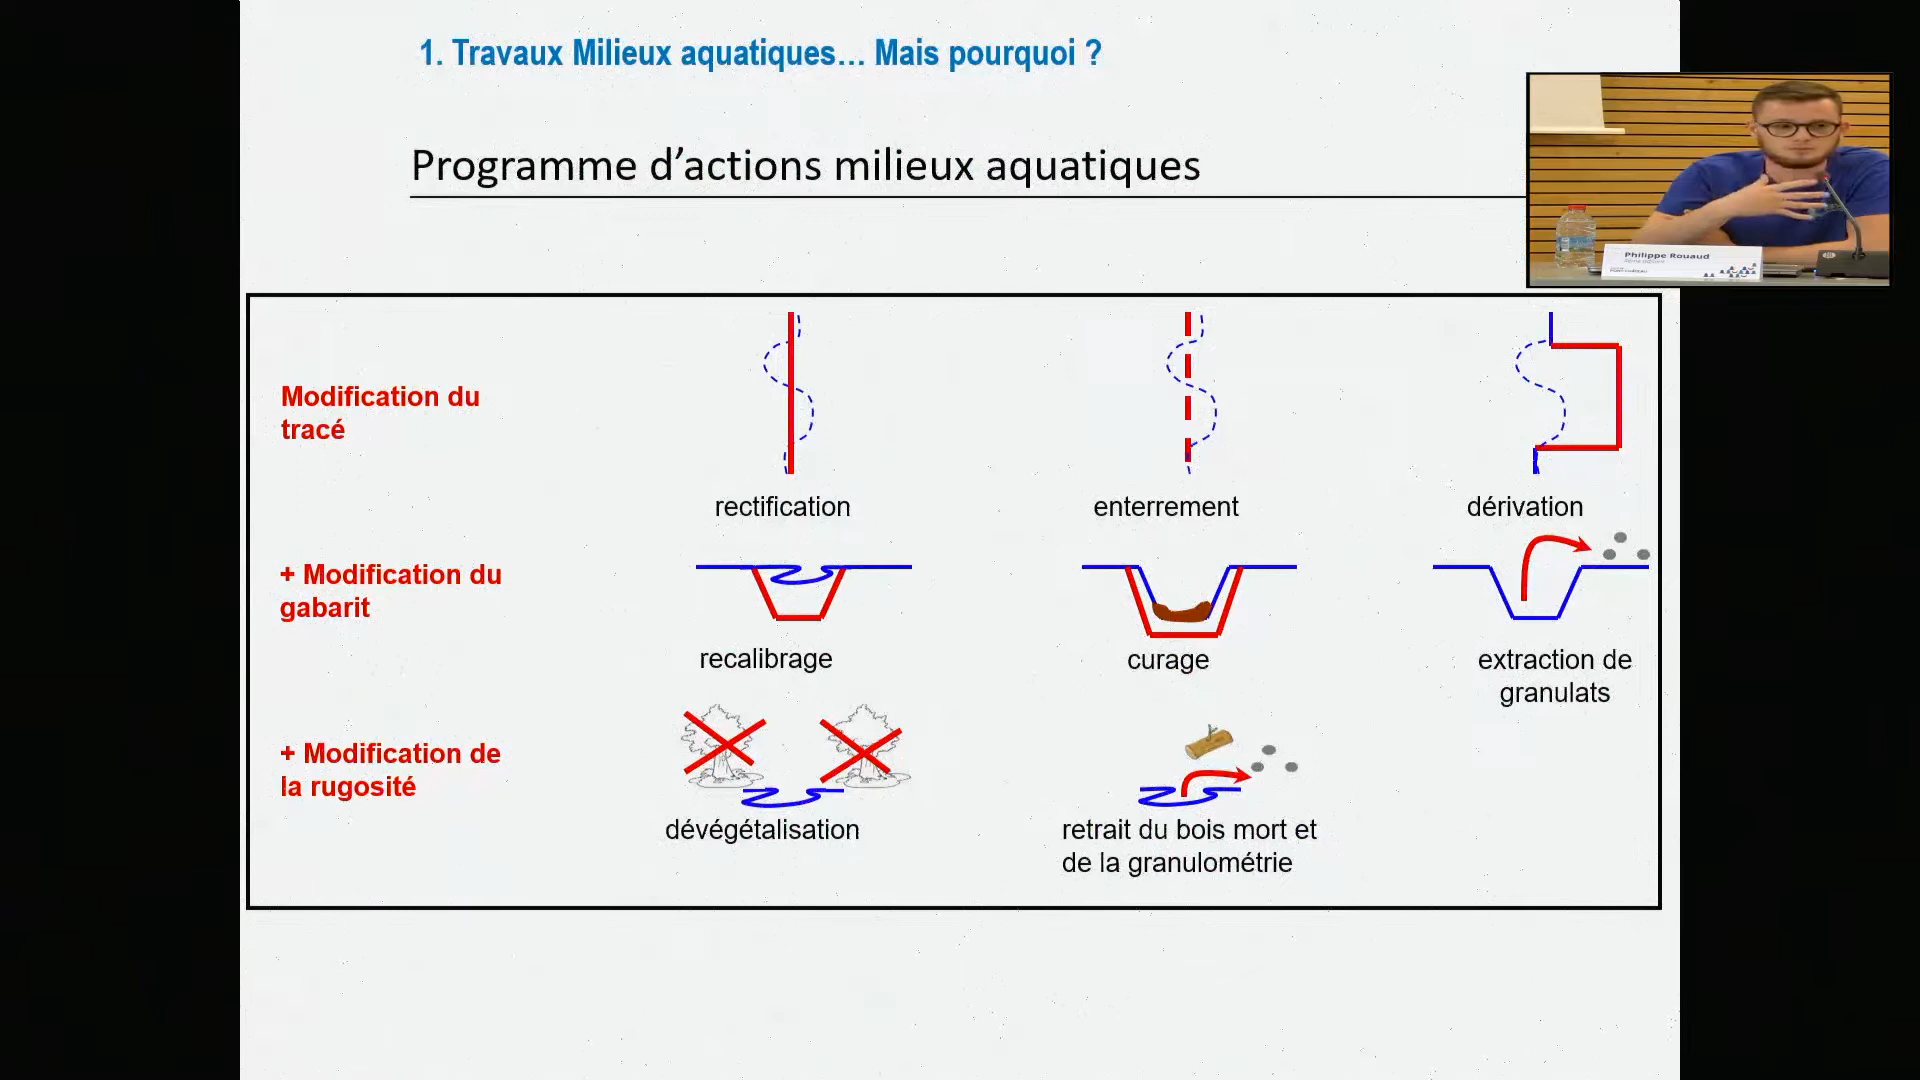 1. Travaux Milieux aquatiques... Mais pourquoi ?
Programme d’actions milieux aquatiques
Philippe Rouaud
Modification du
tracé
rectification
enterrement
dérivation
+ Modification du
gabarit
recalibrage
curage
extraction de
granulats
+ Modification de
la rugosité
dévégétalisation
retrait du bois mort et
de la granulométrie